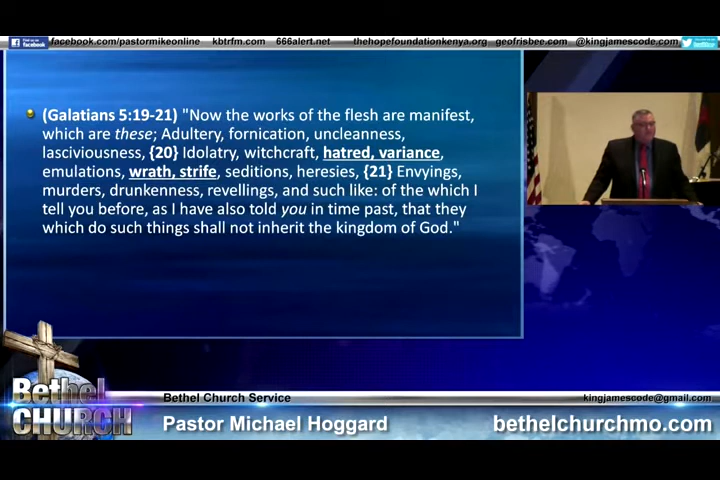 Find us on facebook
facebook.com/pastormikeonline kbtrfm.com 666alert.net thehopefoundationkenya.org geofrisbee.com @kingjamescode.com
(Galatians 5:19-21) "Now the works of the flesh are manifest,
which are these; Adultery, fornication, uncleanness,
lasciviousness, {20} Idolatry, witchcraft, hatred, variance,
emulations, wrath, strife, seditions, heresies, {21} Envyings,
murders, drunkenness, revellings, and such like: of the which I
tell you before, as I have also told you in time past, that they
which do such things shall not inherit the kingdom of God."
Bethel
CHURCH
Bethel Church Service
kingjamescode@gmail.com
Pastor Michael Hoggard
bethelchurchmo.com